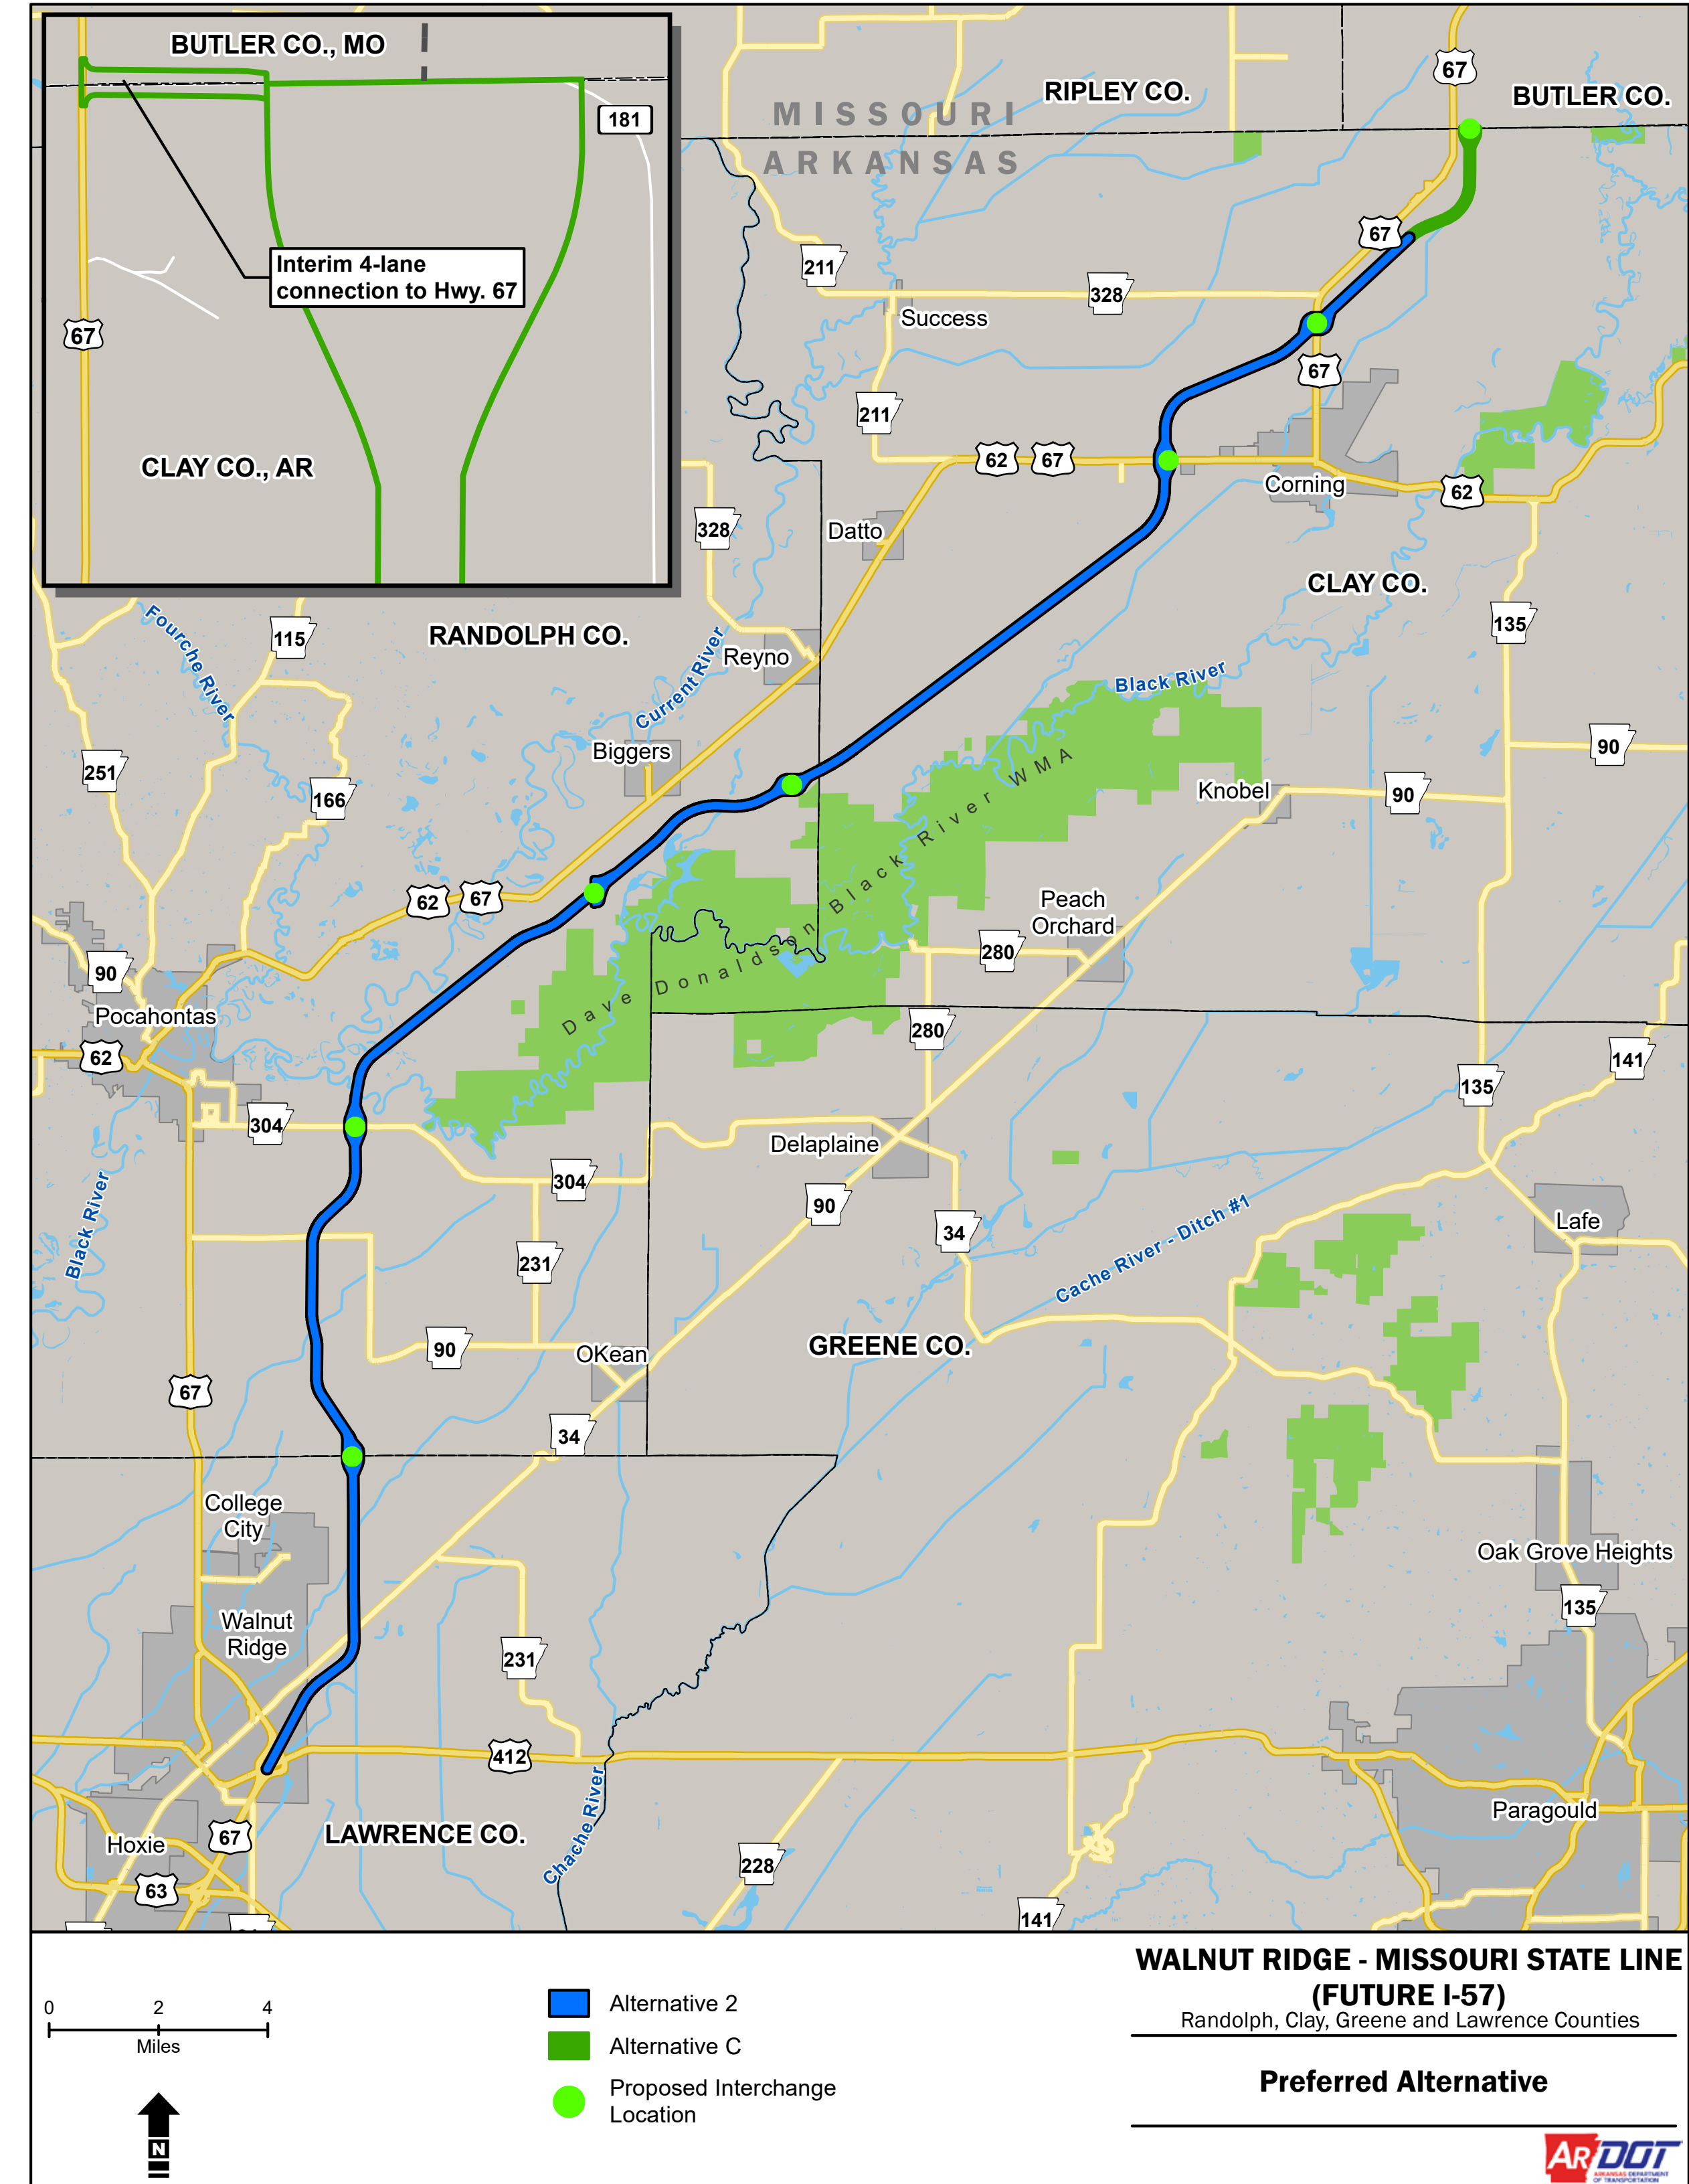 BUTLER CO., MO
181
Interim 4-lane
connection to Hwy. 67
67
CLAY CO., AR
MISSOURI
ARKANSAS
RIPLEY CO.
67
BUTLER CO.
67
211
328
Success
67
211
62
67
Corning
62
328
Datto
CLAY CO.
135
Fourche River
115
RANDOLPH CO.
Reyno
Current River
Black River
Biggers
90
251
166
Knobel
90
Dave Donaldson Black River WMA
62
67
Peach
Orchard
280
90
Pocahontas
62
280
141
135
304
Delaplaine
304
90
Black River
231
34
Lafe
Cache River - Ditch #1
GREENE CO.
90
OKean
67
34
College
City
Oak Grove Heights
135
Walnut
Ridge
231
412
Chache River
Paragould
67
LAWRENCE CO.
Hoxie
63
228
141
0 2 4
Miles
N
Alternative 2
Alternative C
Proposed Interchange
Location
WALNUT RIDGE - MISSOURI STATE LINE
(FUTURE I-57)
Randolph, Clay, Greene and Lawrence Counties
Preferred Alternative
ARDOT
ARKANSAS DEPARTMENT
OF TRANSPORTATION